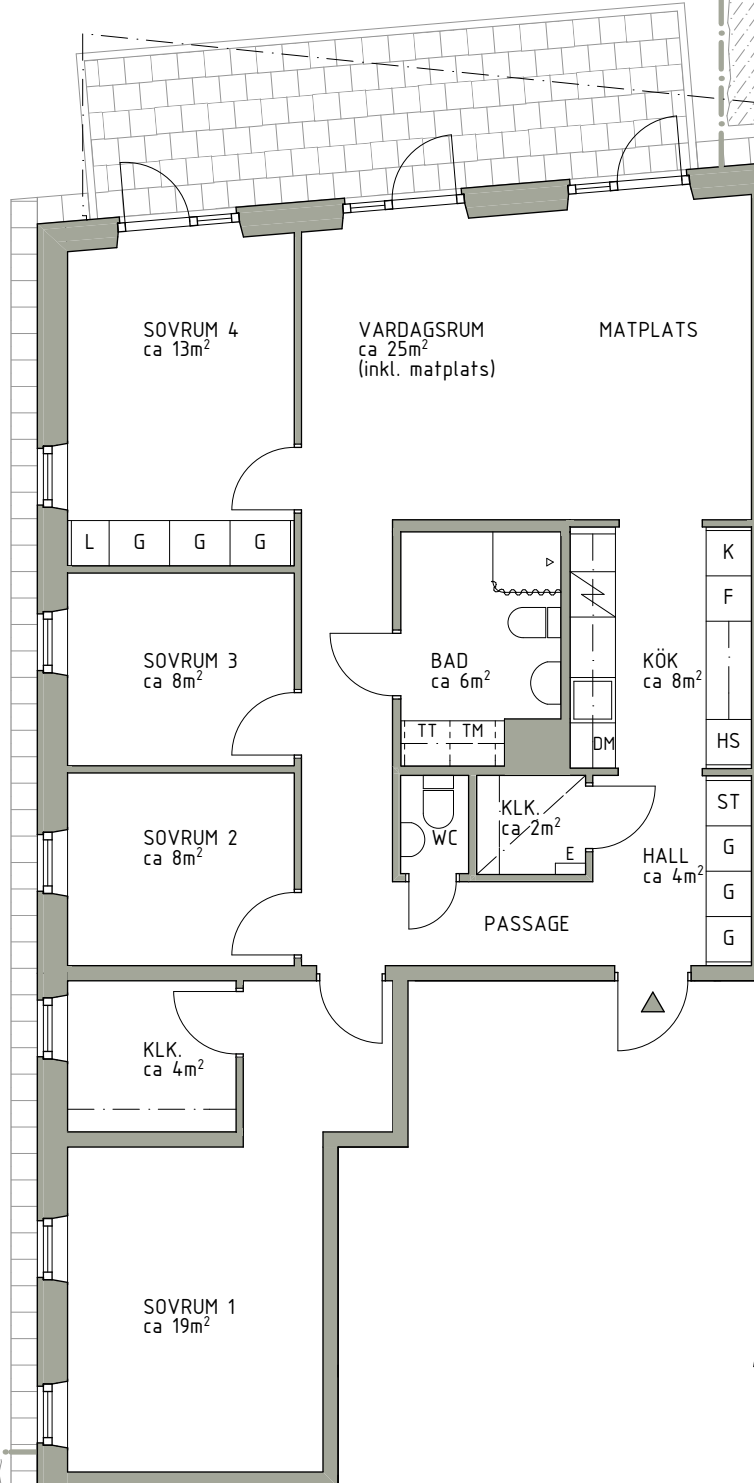 SOVRUM 4
ca 13m²
VARDAGSRUM
ca 25m²
(inkl. matplats)
MATPLATS
L G G G
K
F
SOVRUM 3
ca 8m²
BAD
ca 6m²
KÖK
ca 8m²
TT TM
DM
HS
SOVRUM 2
ca 8m²
WC
KLK.
ca 2m²
E
ST
G
G
G
HALL
ca 4m²
PASSAGE
KLK.
ca 4m²
SOVRUM 1
ca 19m²